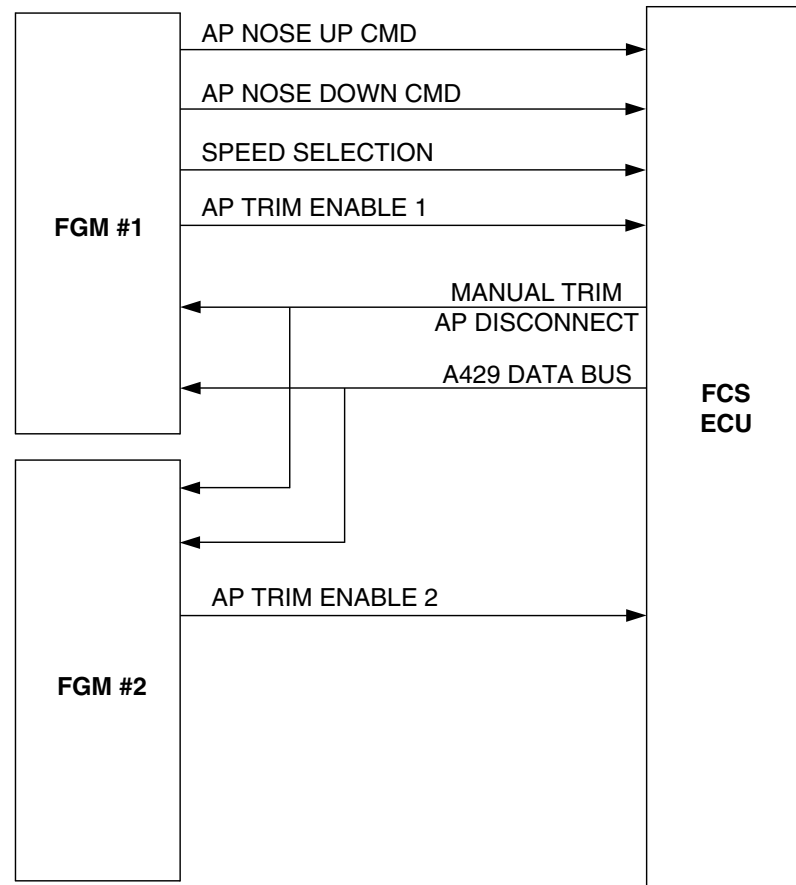 AP NOSE UP CMD
AP NOSE DOWN CMD
SPEED SELECTION
AP TRIM ENABLE 1
FGM #1
MANUAL TRIM
AP DISCONNECT
A429 DATA BUS
FCS
ECU
AP TRIM ENABLE 2
FGM #2